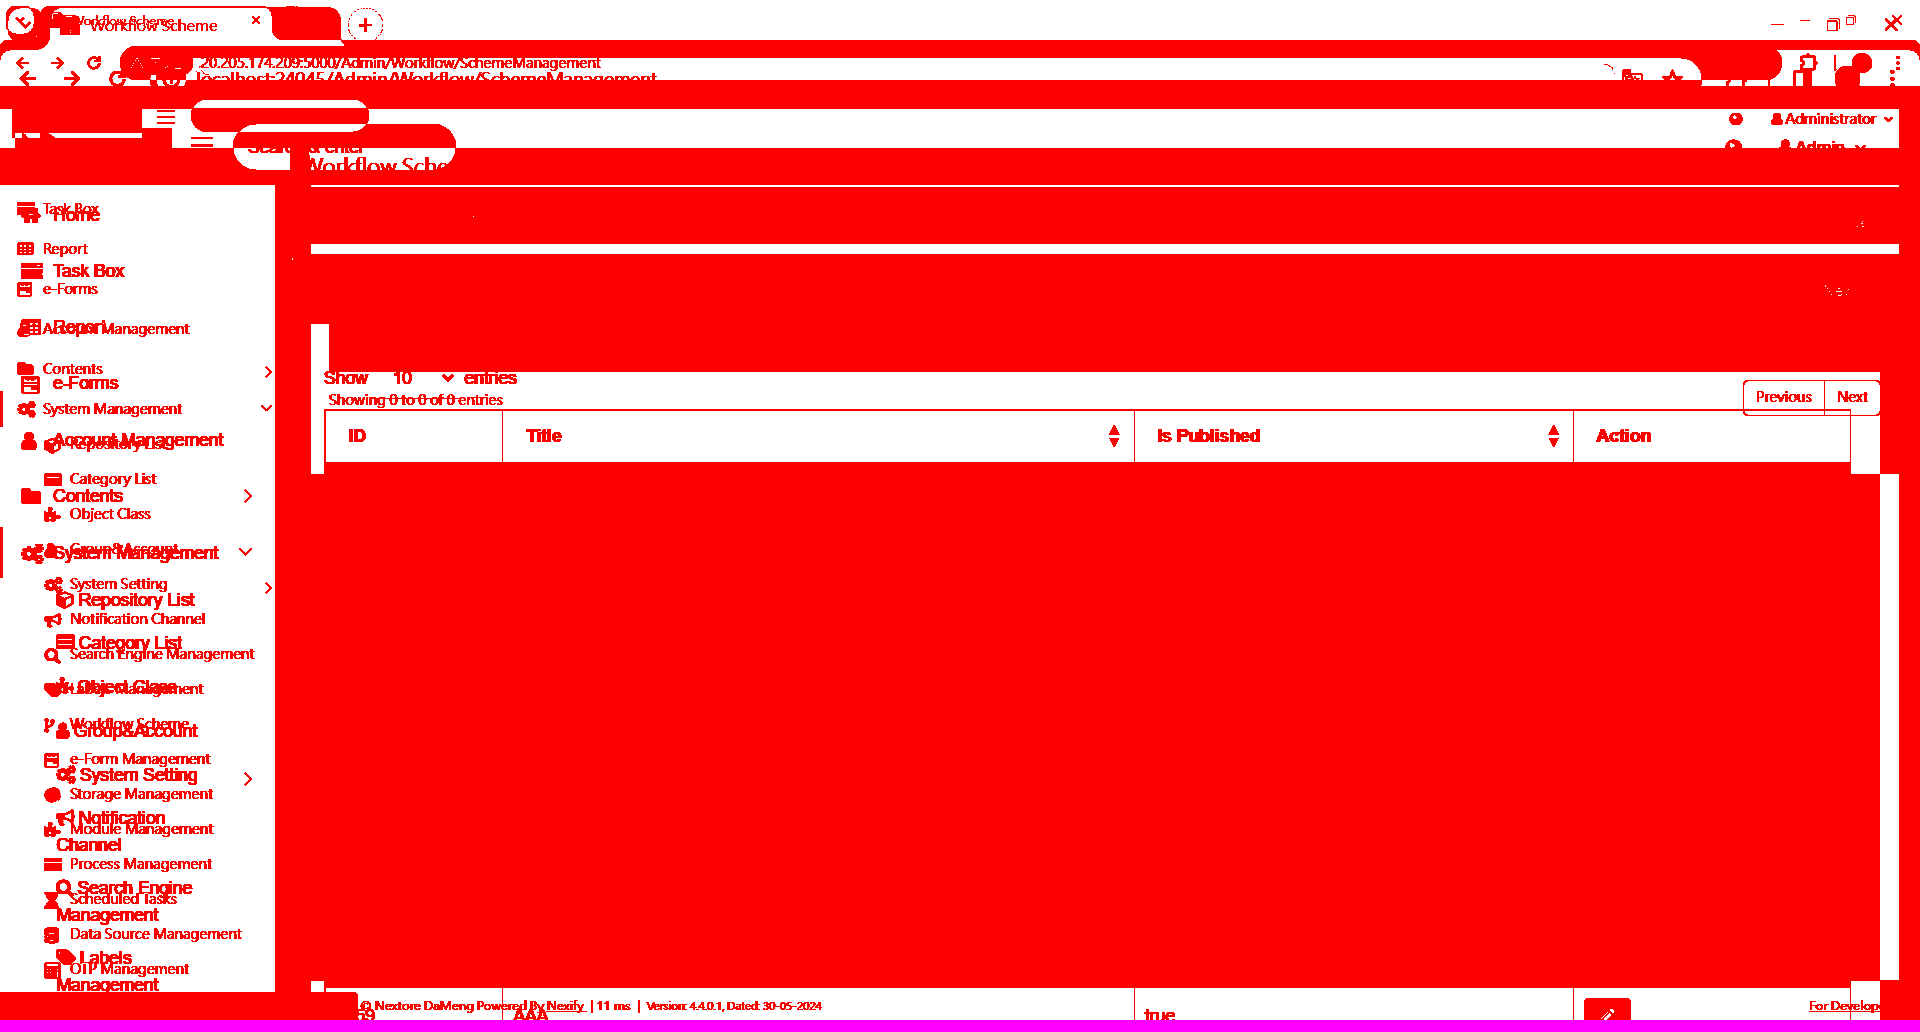 Workflow Scheme
Workflow Scheme
20.205.174.209:5000/Admin/Workflow/SchemeManagement
localhost:24045/Admin/Workflow/SchemeManagement
Administrator
Search & enter
Admin
Workflow Sche
Task Box
Home
Report
Task Box
e-Forms
Account Management
Report
Contents
e-Forms
System Management
Account Management
Repository List
Category List
Contents
Object Class
Group&Account
System Management
System Setting
Repository List
Notification Channel
Category List
Search Engine Management
Object Class
Labels Management
Workflow Scheme
Group&Account
e-Form Management
System Setting
Storage Management
Notification
Module Management
Channel
Process Management
Search Engine
Scheduled Tasks
Management
Data Source Management
Labels
OTP Management
Management
Show 10 entries
Showing 0 to 0 of 0 entries
Previous Next
ID Title Is Published Action
© Nextore DaMeng Powered By Nexify | 11 ms | Version: 4.4.0.1, Dated: 30-05-2024
For Develop
59 AAA true